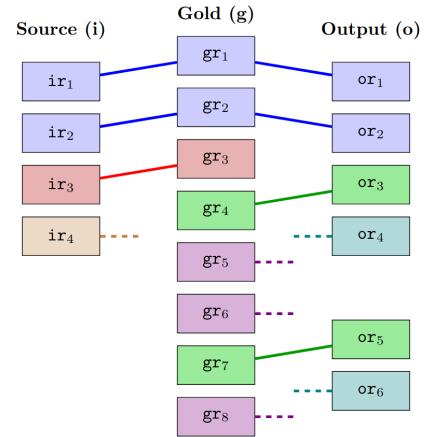 Source (i)
Gold (g)
Output (o)
ir₁
ir₂
ir₃
ir₄
gr₁
gr₂
gr₃
gr₄
gr₅
gr₆
gr₇
gr₈
or₁
or₂
or₃
or₄
or₅
or₆